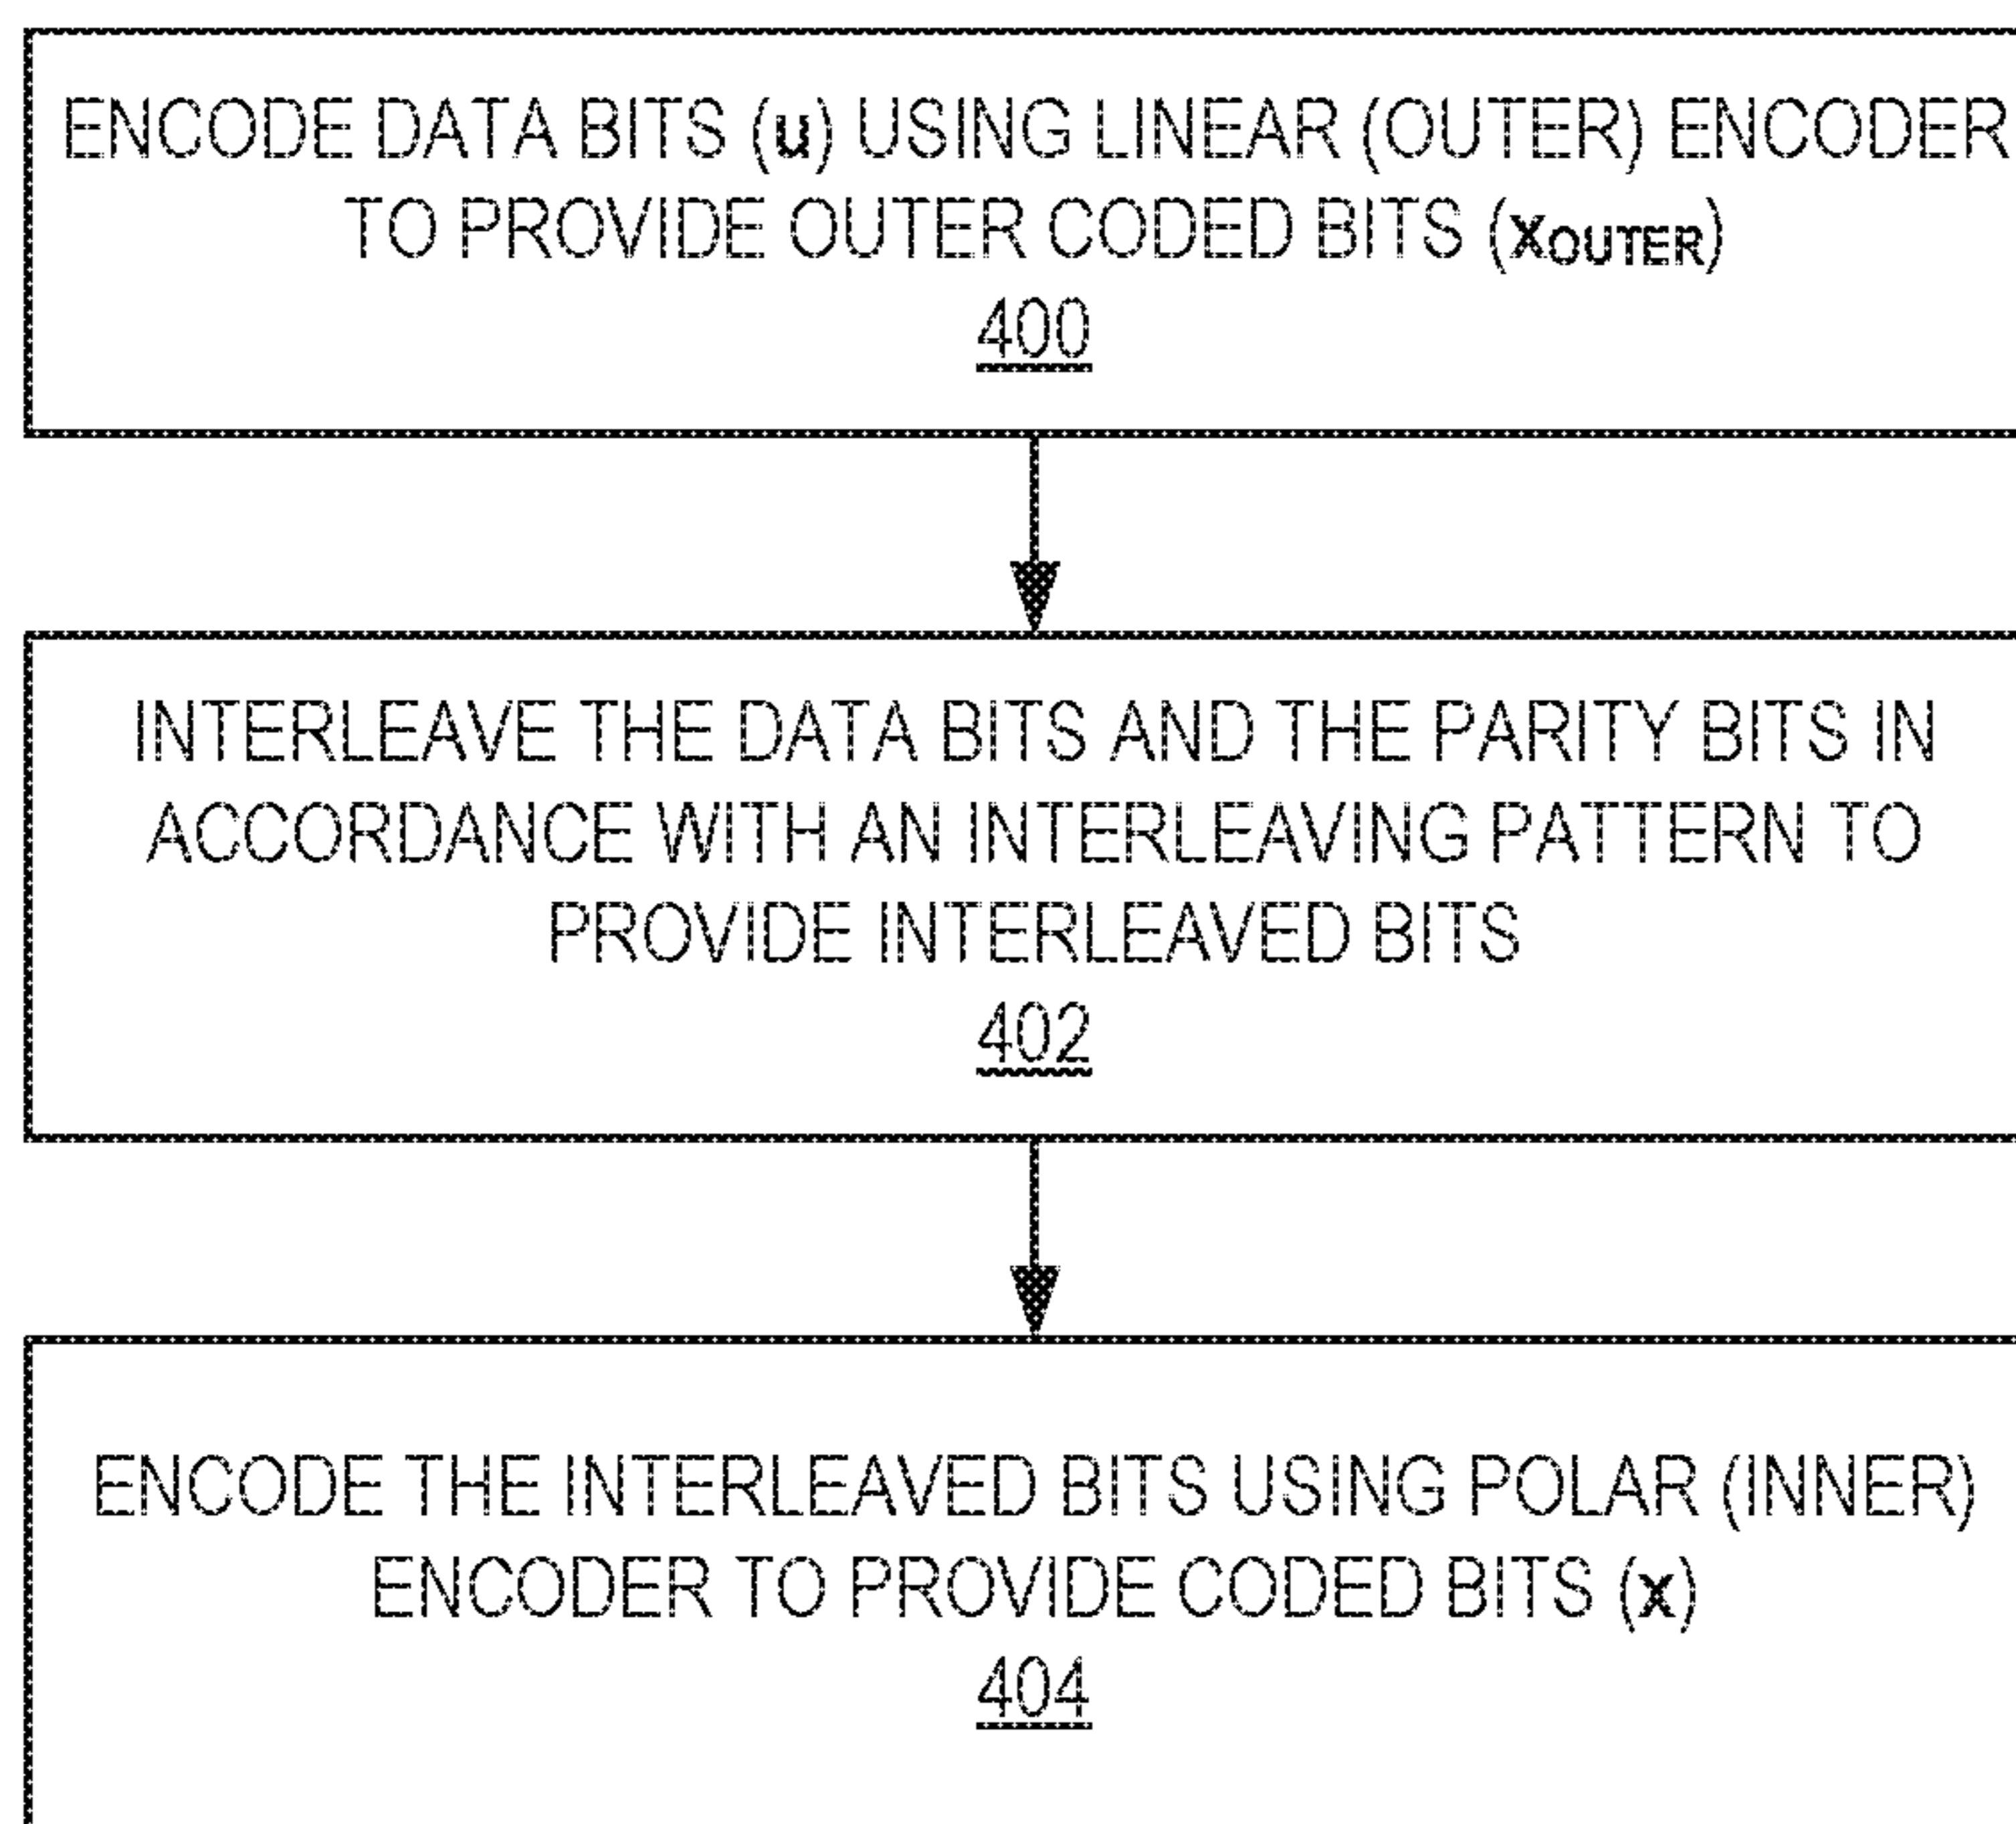 ENCODE DATA BITS (u) USING LINEAR (OUTER) ENCODER
TO PROVIDE OUTER CODED BITS (xOUTER)
400
INTERLEAVE THE DATA BITS AND THE PARITY BITS IN
ACCORDANCE WITH AN INTERLEAVING PATTERN TO
PROVIDE INTERLEAVED BITS
402
ENCODE THE INTERLEAVED BITS USING POLAR (INNER)
ENCODER TO PROVIDE CODED BITS (x)
404